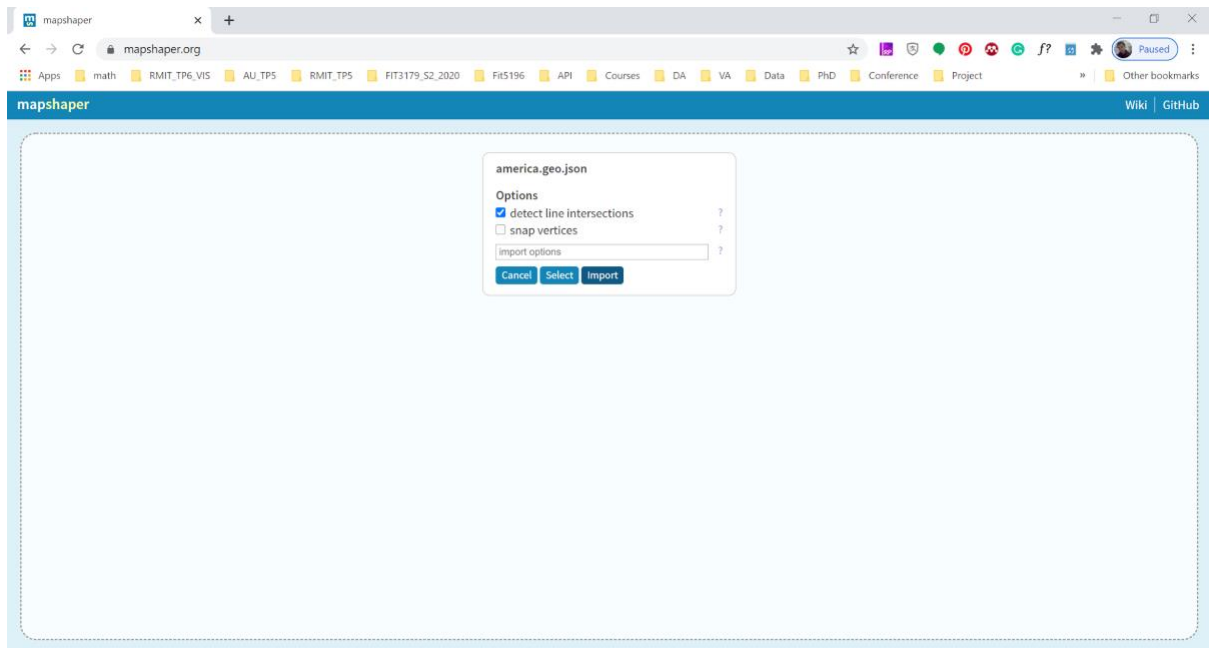 mapshaper
mapshaper.org
f?
Paused
Apps math RMIT_TP6_VIS AU_TP5 RMIT_TP5 FIT3179_S2_2020 Fit5196 API Courses DA VA Data PhD Conference Project » Other bookmarks
mapshaper Wiki GitHub
america.geo.json
Options
detect line intersections ?
snap vertices ?
import options ?
Cancel Select Import